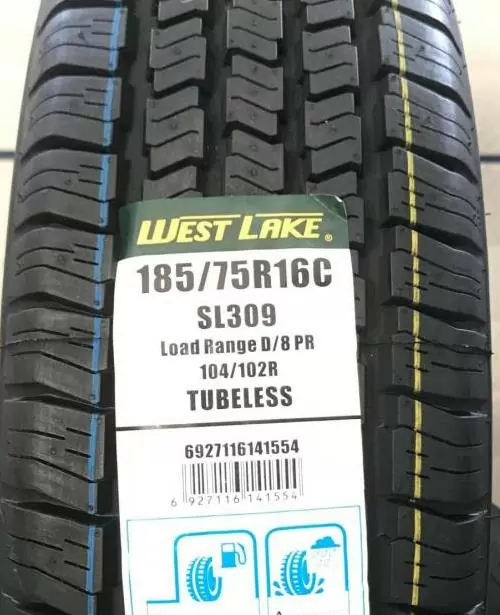 WEST LAKE®
185/75R16C
SL309
Load Range D/8 PR
104/102R
TUBELESS
6927116141554
6 927116 141554
A